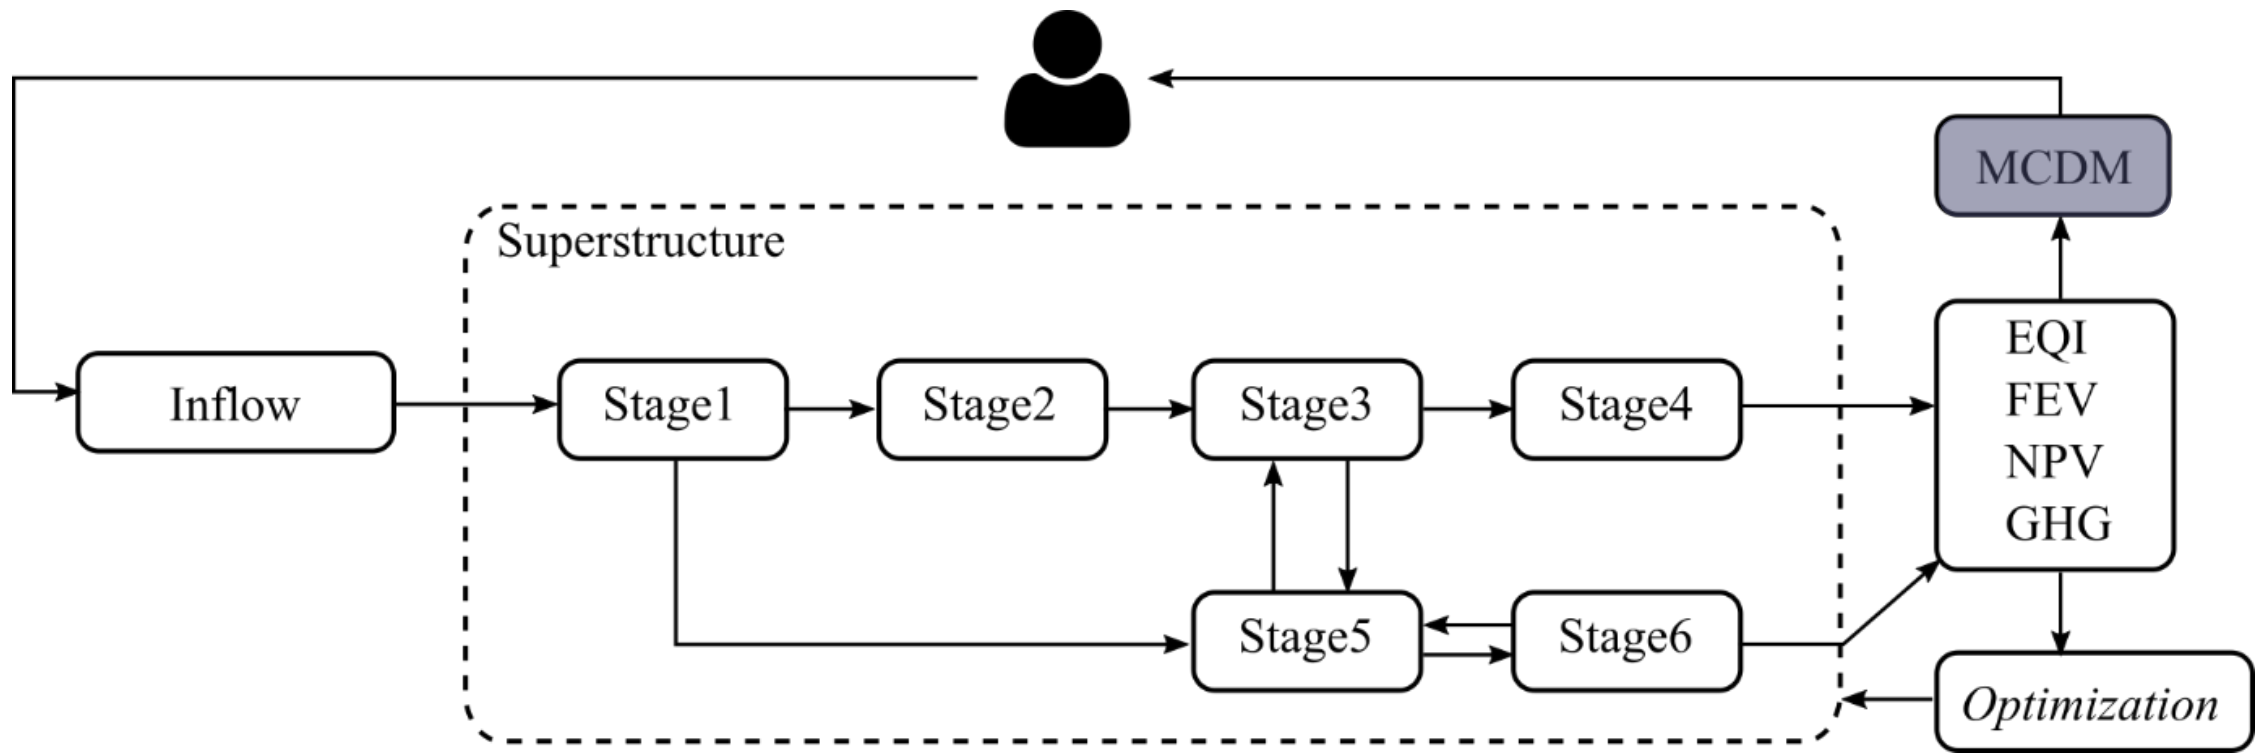 MCDM
Superstructure
Inflow
Stage1
Stage2
Stage3
Stage4
EQI
FEV
NPV
GHG
Stage5
Stage6
Optimization